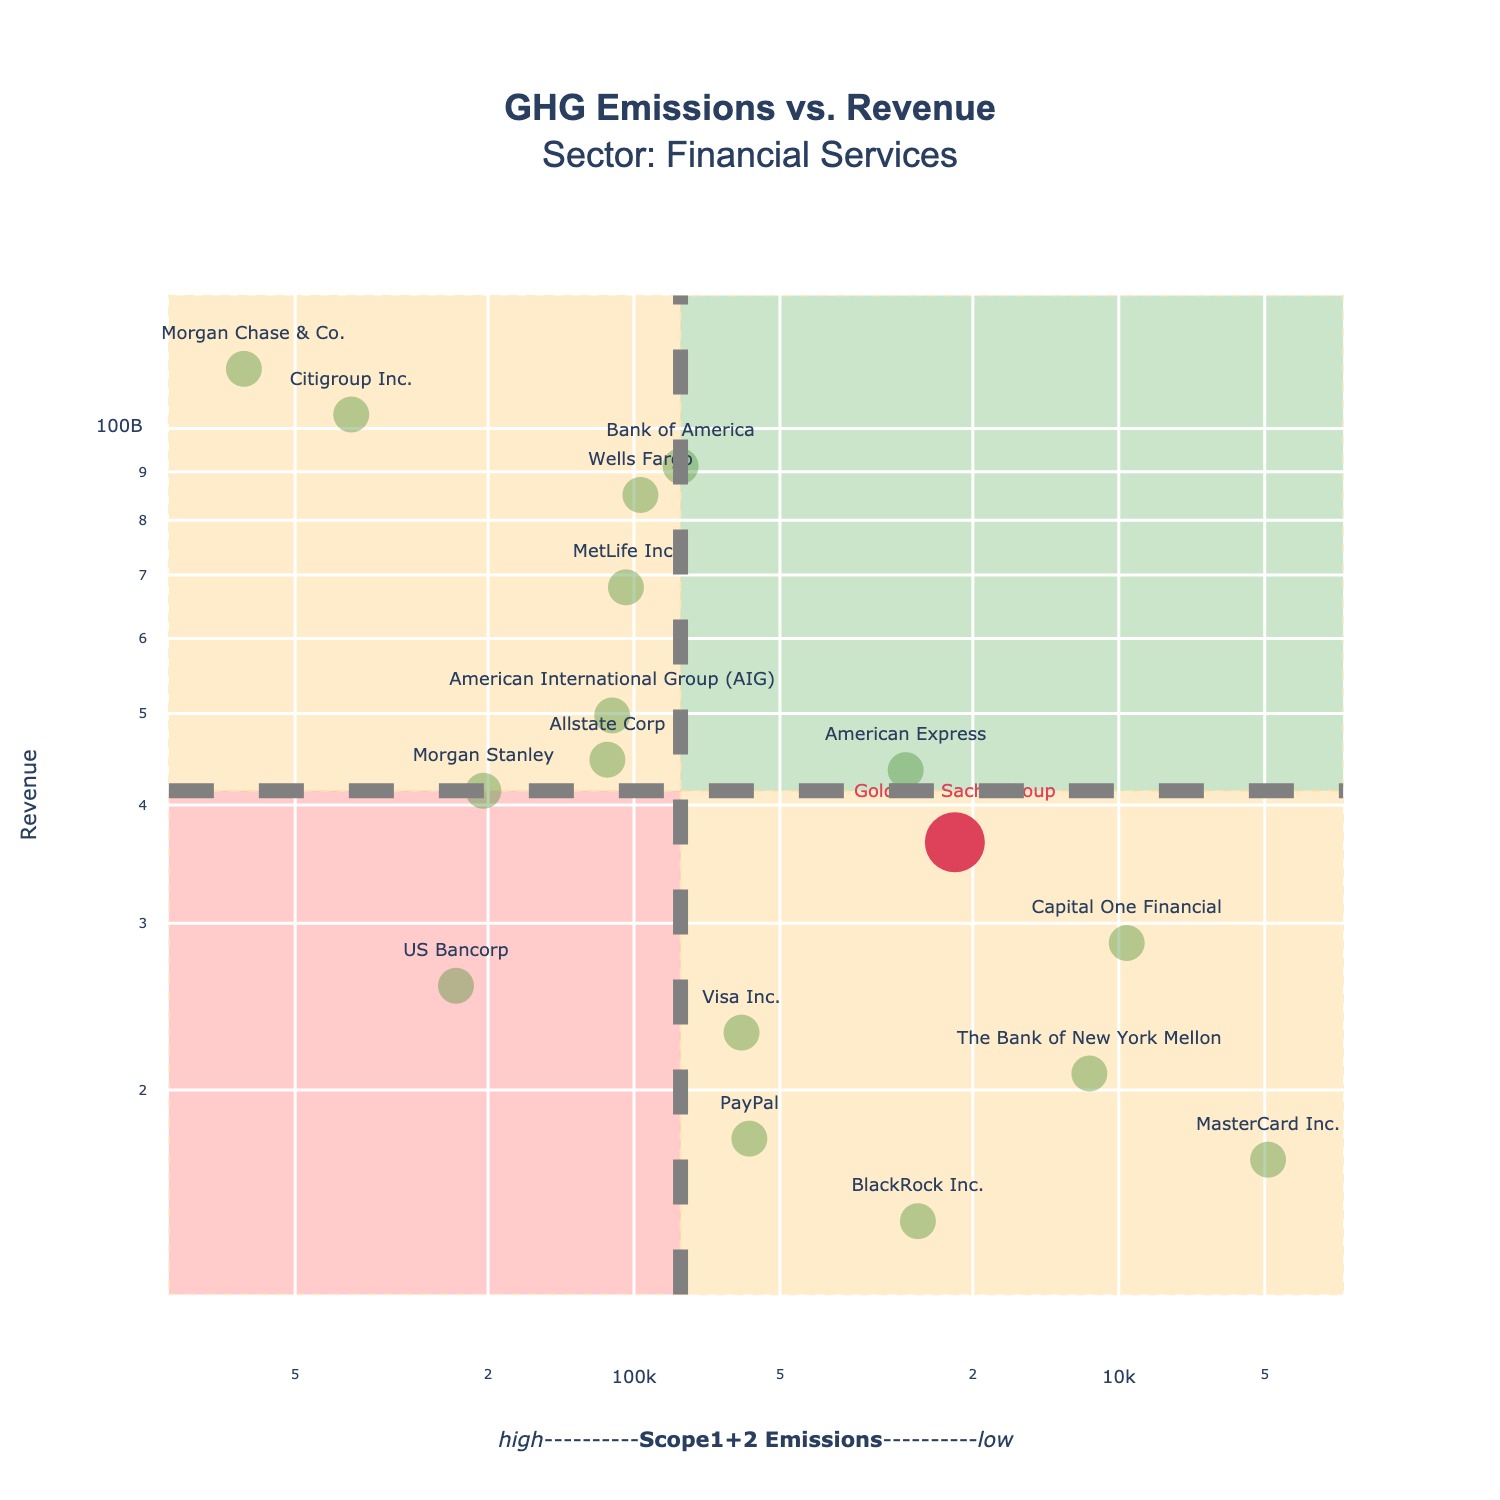 GHG Emissions vs. Revenue
Sector: Financial Services
Morgan Chase & Co.
Citigroup Inc.
100B
Bank of America
Wells Fargo
9
8
MetLife Inc
7
6
American International Group (AIG)
5
Allstate Corp
American Express
Morgan Stanley
Sachs Group
4
Revenue
Capital One Financial
3
US Bancorp
Visa Inc.
The Bank of New York Mellon
2
PayPal
MasterCard Inc.
BlackRock Inc.
5 2 100k 5 2 10k 5
high----------Scope1+2 Emissions----------low